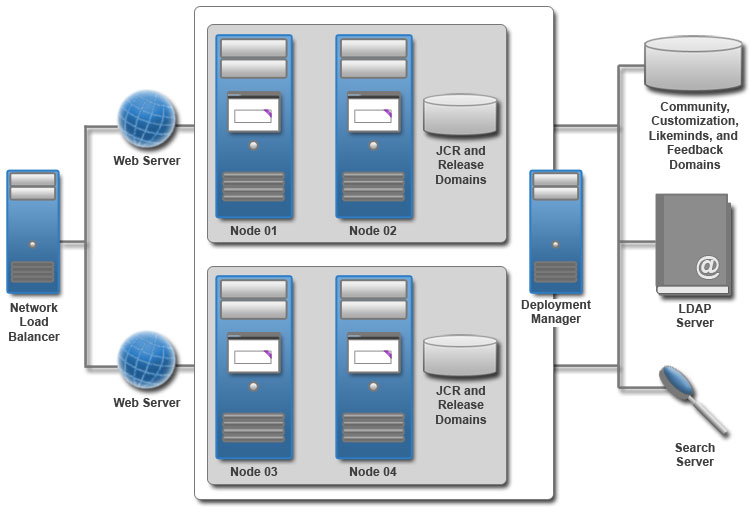 Network
Load
Balancer
Web Server
Web Server
Node 01
Node 02
JCR and
Release
Domains
Node 03
Node 04
JCR and
Release
Domains
Deployment
Manager
Community,
Customization,
Likeminds, and
Feedback
Domains
@
LDAP
Server
Search
Server